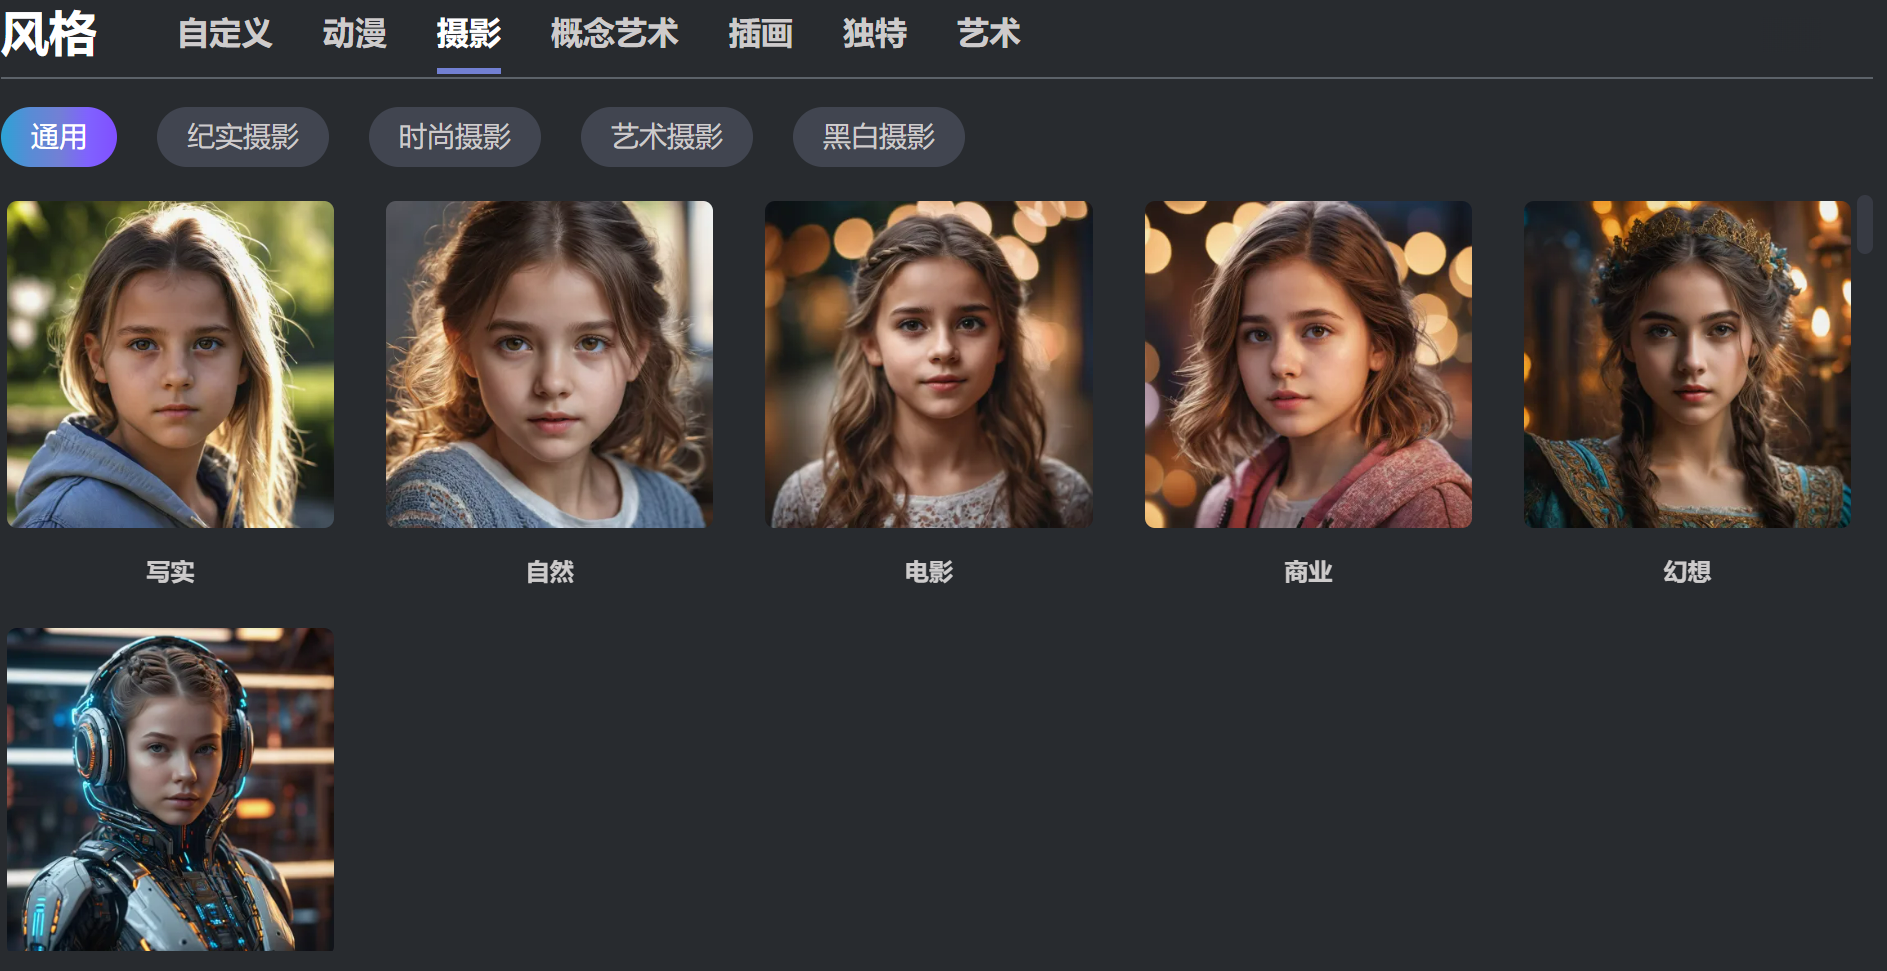 风格 自定义 动漫 摄影 概念艺术 插画 独特 艺术
通用 纪实摄影 时尚摄影 艺术摄影 黑白摄影
写实 自然 电影 商业 幻想